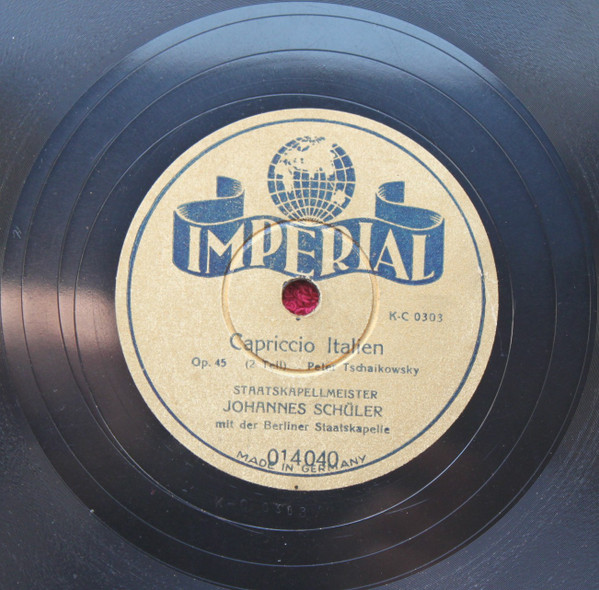 IMPERIAL
K-C 0303
Capriccio Italien
Op. 45 (2. Teil) Peter Tschaikowsky
STAATSKAPELLMEISTER
JOHANNES SCHÜLER
mit der Berliner Staatskapelle
014040
MADE IN GERMANY
K-C 0303